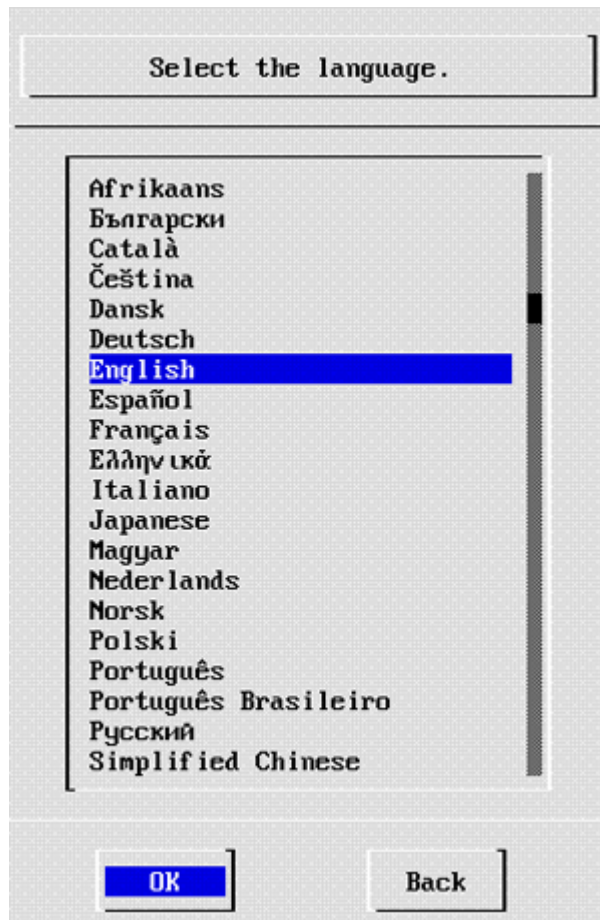 Select the language.
Afrikaans
Български
Català
Čeština
Dansk
Deutsch
English
Español
Français
Ελληνικά
Italiano
Japanese
Magyar
Nederlands
Norsk
Polski
Português
Português Brasileiro
Русский
Simplified Chinese
OK Back